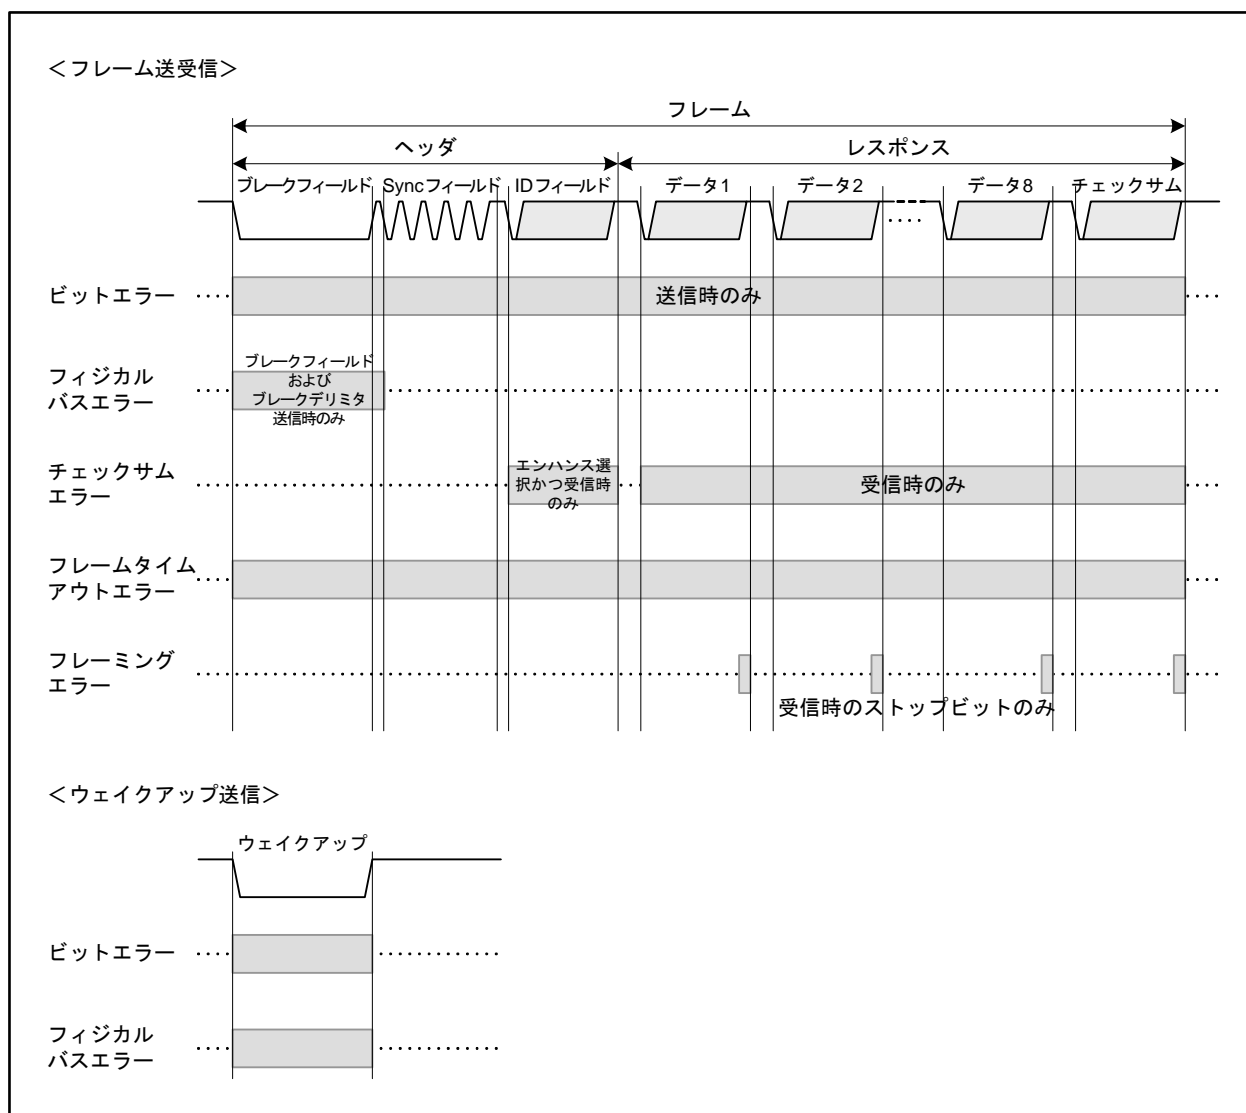 ＜フレーム送受信＞
フレーム
ヘッダ
レスポンス
ブレークフィールド
Syncフィールド
IDフィールド
データ1
データ2
データ8
チェックサム
ビットエラー
送信時のみ
フィジカル
バスエラー
ブレークフィールド
および
ブレークデリミタ
送信時のみ
チェックサム
エラー
エンハンス選
択かつ受信時
のみ
受信時のみ
フレームタイム
アウトエラー
フレーミング
エラー
受信時のストップビットのみ
＜ウェイクアップ送信＞
ウェイクアップ
ビットエラー
フィジカル
バスエラー